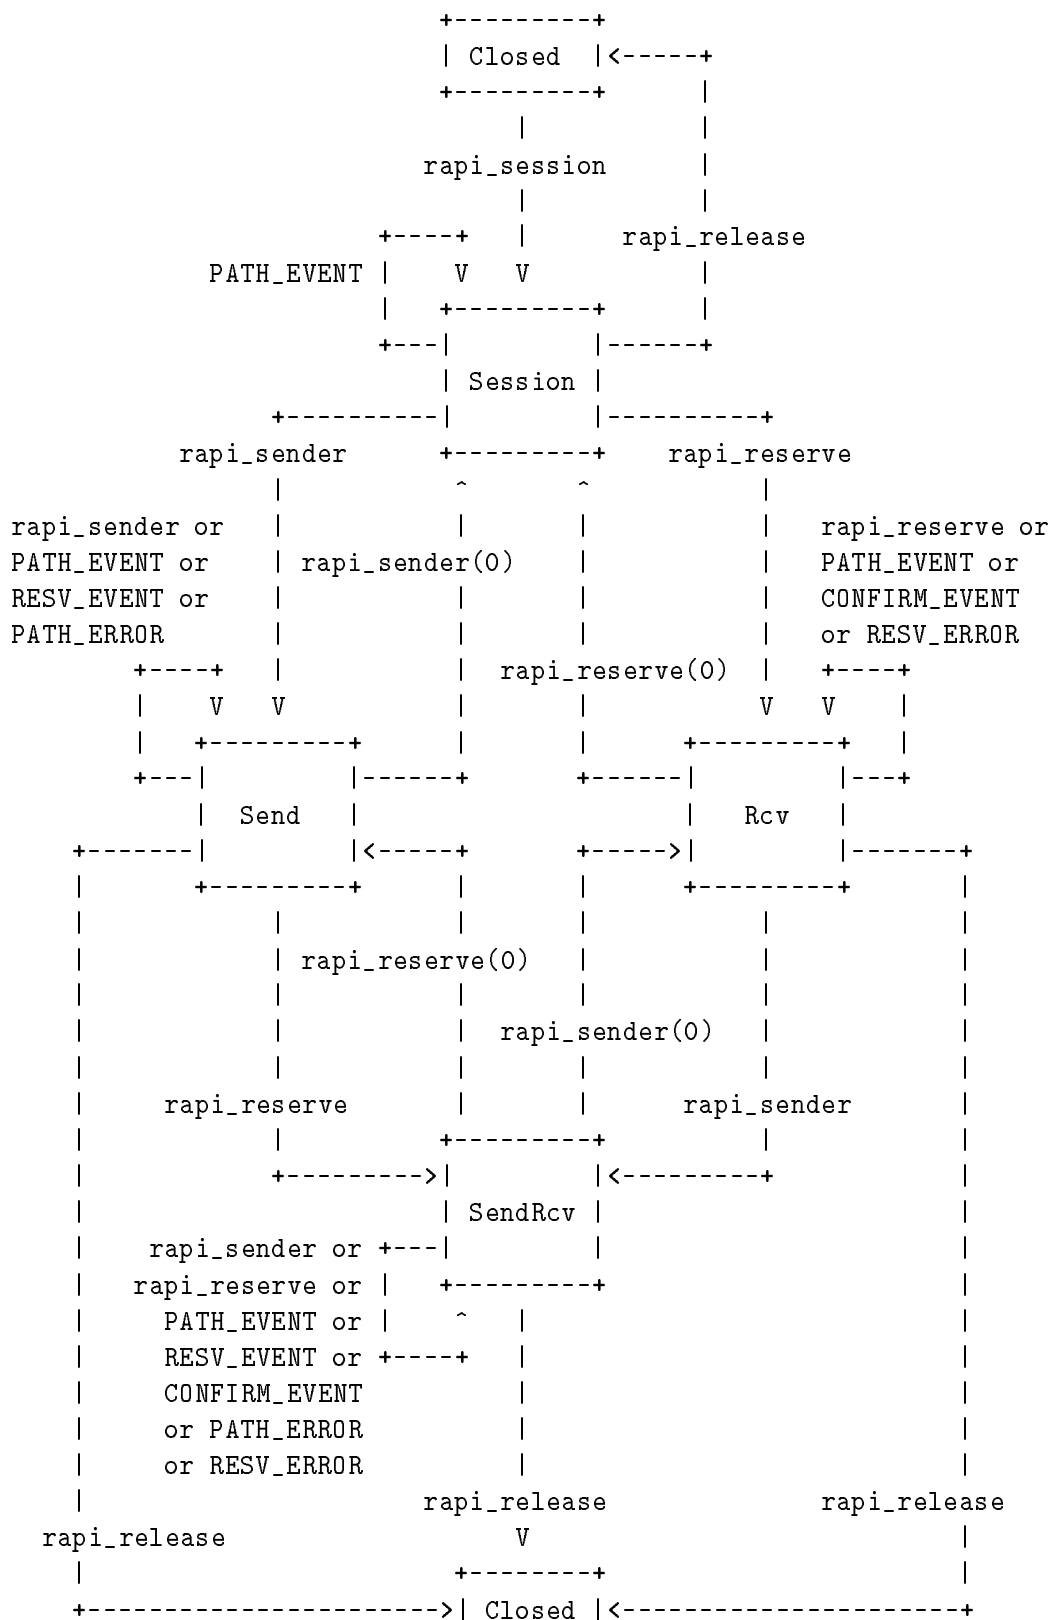 Closed
rapi_session
rapi_release
PATH_EVENT
Session
rapi_sender rapi_reserve
rapi_sender or rapi_reserve or
PATH_EVENT or rapi_sender(0) PATH_EVENT or
RESV_EVENT or CONFIRM_EVENT
PATH_ERROR or RESV_ERROR
rapi_reserve(0)
Send Rcv
rapi_reserve(0)
rapi_sender(0)
rapi_reserve rapi_sender
SendRcv
rapi_sender or
rapi_reserve or
PATH_EVENT or
RESV_EVENT or
CONFIRM_EVENT
or PATH_ERROR
or RESV_ERROR
rapi_release rapi_release
rapi_release
Closed